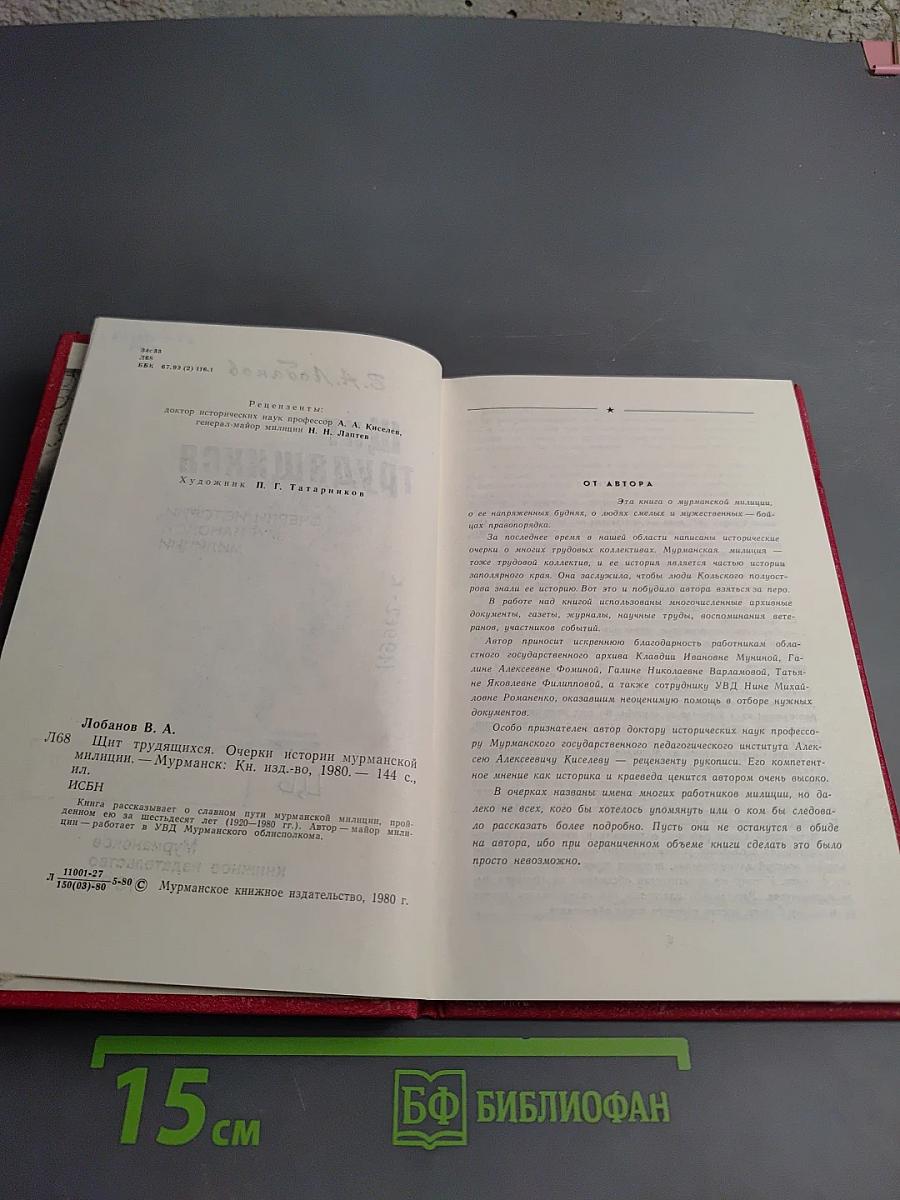 34с33
Л68
ББК 67.93 (2) 116.1
Рецензенты:
доктор исторических наук профессор А. А. Киселев,
генерал-майор милиции Н. Н. Лаптев
Художник П. Г. Татарников
Лобанов В. А.
Л68 Щит трудящихся. Очерки истории мурманской
милиции. — Мурманск: Кн. изд.-во, 1980. — 144 с.,
ил.
ИСБН
Книга рассказывает о славном пути мурманской милиции, прой-
денном ею за шестьдесят лет (1920—1980 гг.). Автор — майор мили-
ции — работает в УВД Мурманского облисполкома.
Л 11001-27
150(03)-80 5-80 © Мурманское книжное издательство, 1980 г.
ОТ АВТОРА
Эта книга о мурманской милиции,
о ее напряженных буднях, о людях смелых и мужественных — бой-
цах правопорядка.
За последнее время в нашей области написаны исторические
очерки о многих трудовых коллективах. Мурманская милиция —
тоже трудовой коллектив, и ее история является частью истории
заполярного края. Она заслужила, чтобы люди Кольского полуост-
рова знали ее историю. Вот это и побудило автора взяться за перо.
В работе над книгой использованы многочисленные архивные
документы, газеты, журналы, научные труды, воспоминания вете-
ранов, участников событий.
Автор приносит искреннюю благодарность работникам обла-
стного государственного архива Клавдии Ивановне Муниной, Га-
лине Алексеевне Фоминой, Галине Николаевне Варламовой, Татья-
не Яковлевне Филипповой, а также сотруднику УВД Нине Михай-
ловне Романенко, оказавшим неоценимую помощь в отборе нужных
документов.
Особо признателен автор доктору исторических наук профессо-
ру Мурманского государственного педагогического института Алек-
сею Алексеевичу Киселеву — рецензенту рукописи. Его компетент-
ное мнение как историка и краеведа ценится автором очень высоко.
В очерках названы имена многих работников милиции, но да-
леко не всех, кого бы хотелось упомянуть или о ком бы следова-
ло рассказать более подробно. Пусть они не останутся в обиде
на автора, ибо при ограниченном объеме книги сделать это было
просто невозможно.
15 см
БФ БИБЛИОФАН